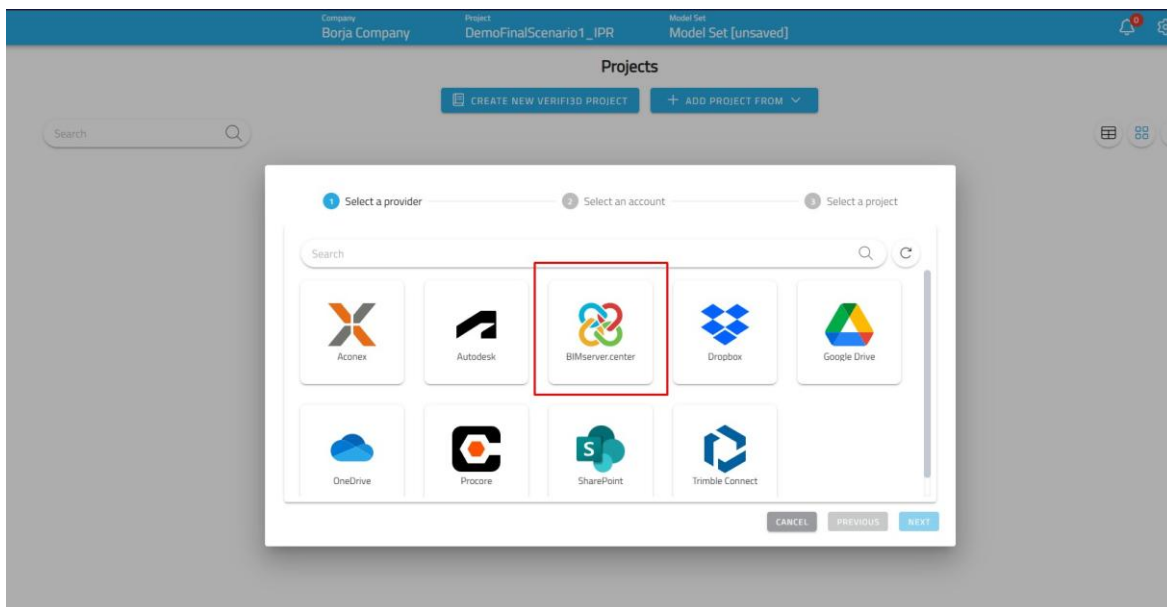 Company
Project
Model Set
Borja Company
DemoFinalScenario1_IPR
Model Set [unsaved]
0
Projects
CREATE NEW VERIFI3D PROJECT
+ ADD PROJECT FROM
Search
1 Select a provider
2 Select an account
3 Select a project
Search
Aconex
Autodesk
BIMserver.center
Dropbox
Google Drive
OneDrive
Procore
S
SharePoint
Trimble Connect
CANCEL
PREVIOUS
NEXT